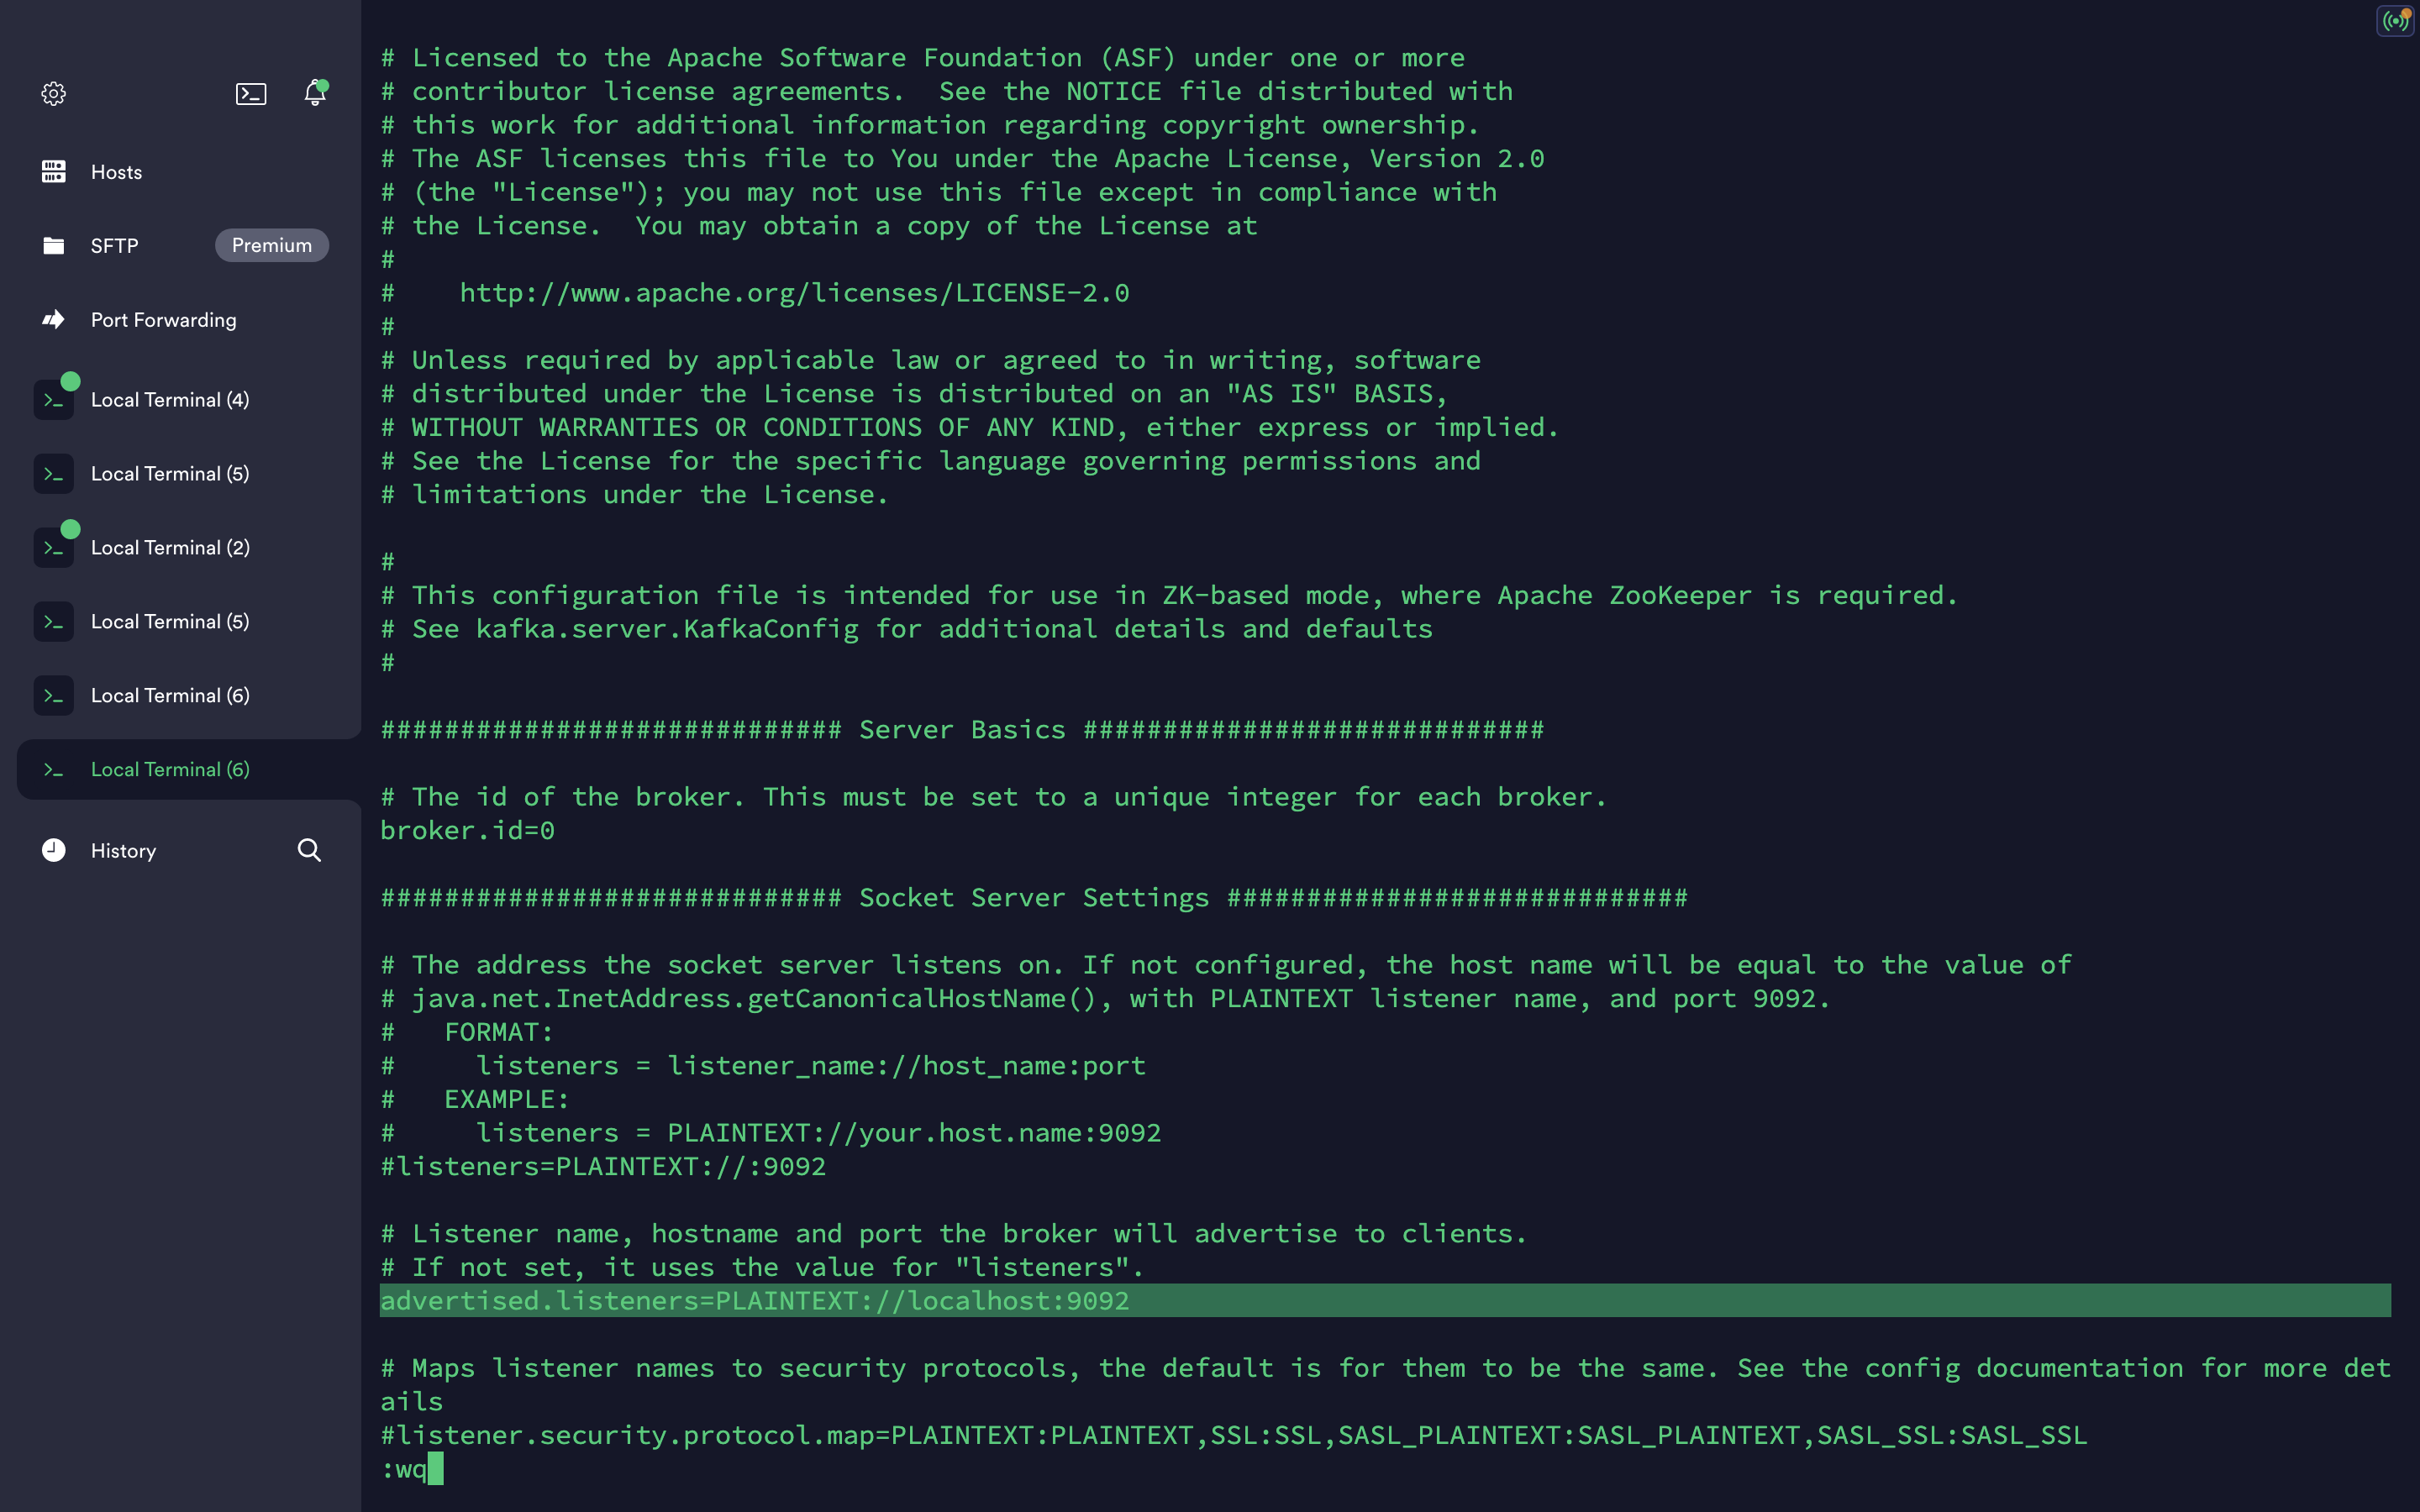 Hosts
SFTP
Premium
Port Forwarding
Local Terminal (4)
Local Terminal (5)
Local Terminal (2)
Local Terminal (5)
Local Terminal (6)
Local Terminal (6)
History
# Licensed to the Apache Software Foundation (ASF) under one or more
# contributor license agreements.  See the NOTICE file distributed with
# this work for additional information regarding copyright ownership.
# The ASF licenses this file to You under the Apache License, Version 2.0
# (the "License"); you may not use this file except in compliance with
# the License.  You may obtain a copy of the License at
#
#    http://www.apache.org/licenses/LICENSE-2.0
#
# Unless required by applicable law or agreed to in writing, software
# distributed under the License is distributed on an "AS IS" BASIS,
# WITHOUT WARRANTIES OR CONDITIONS OF ANY KIND, either express or implied.
# See the License for the specific language governing permissions and
# limitations under the License.
#
# This configuration file is intended for use in ZK-based mode, where Apache ZooKeeper is required.
# See kafka.server.KafkaConfig for additional details and defaults
#
############################# Server Basics #############################
# The id of the broker. This must be set to a unique integer for each broker.
broker.id=0
############################# Socket Server Settings #############################
# The address the socket server listens on. If not configured, the host name will be equal to the value of
# java.net.InetAddress.getCanonicalHostName(), with PLAINTEXT listener name, and port 9092.
#   FORMAT:
#     listeners = listener_name://host_name:port
#   EXAMPLE:
#     listeners = PLAINTEXT://your.host.name:9092
#listeners=PLAINTEXT://:9092
# Listener name, hostname and port the broker will advertise to clients.
# If not set, it uses the value for "listeners".
advertised.listeners=PLAINTEXT://localhost:9092
# Maps listener names to security protocols, the default is for them to be the same. See the config documentation for more det
ails
#listener.security.protocol.map=PLAINTEXT:PLAINTEXT,SSL:SSL,SASL_PLAINTEXT:SASL_PLAINTEXT,SASL_SSL:SASL_SSL
:wq